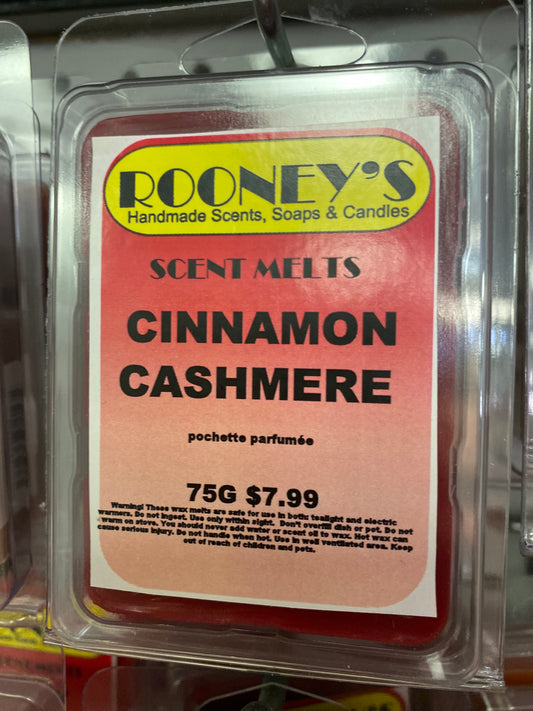 ROONEY'S
Handmade Scents, Soaps & Candles
SCENT MELTS
CINNAMON
CASHMERE
pochette parfumée
75G $7.99
Warning! These wax melts are safe for use in both: tealight and electric
warmers. Do not ingest. Use only within sight. Don't overfill dish or pot. Do not
warm on stove. You should never add water or scent oil to wax. Hot wax can
cause serious injury. Do not handle when hot. Use in well ventilated area. Keep
out of reach of children and pets.